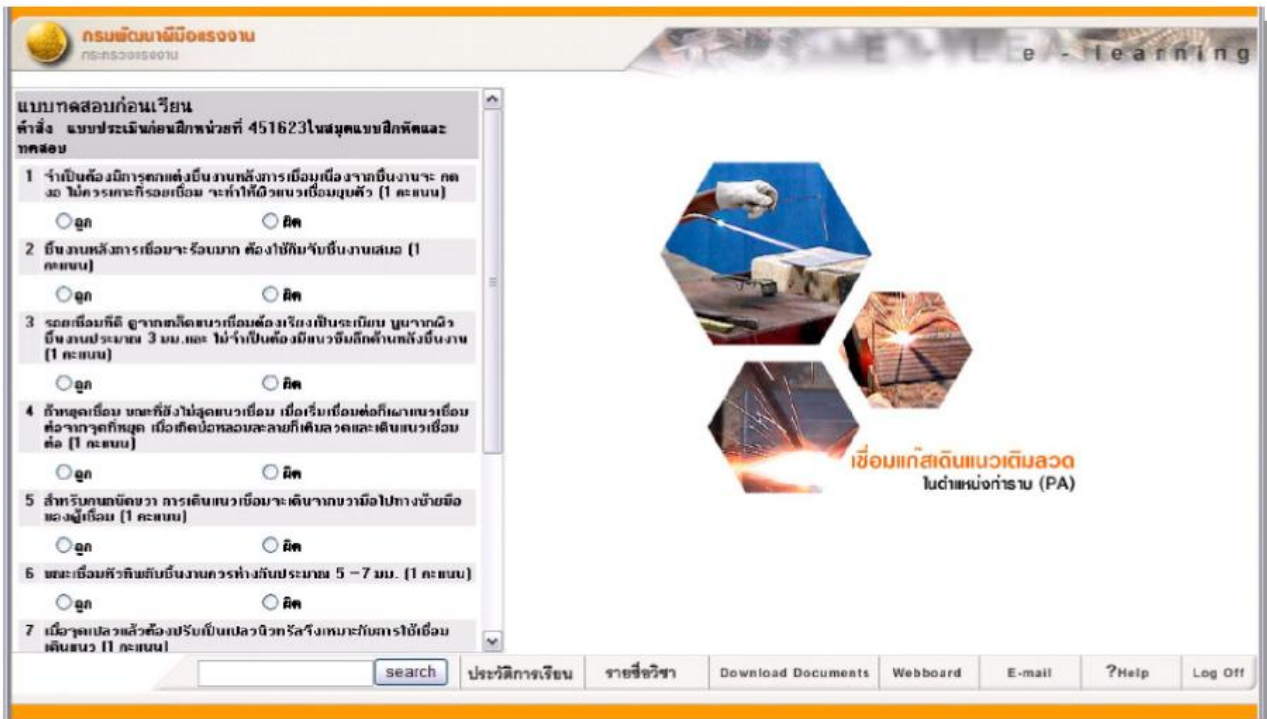 กรมพัฒนาฝีมือแรงงาน
กระทรวงแรงงาน
e - learning
แบบทดสอบก่อนเรียน
คำสั่ง แบบประเมินก่อนฝึกหน่วยที่ 451623ในสมุดแบบฝึกหัดและ
ทดสอบ
1 จำเป็นต้องมีการตกแต่งชิ้นงานหลังการเชื่อมเนื่องจากชิ้นงานจะ คด
งอ ไม่ควรเคาะที่รอยเชื่อม จะทำให้ผิวแนวเชื่อมยุบตัว (1 คะแนน)
ถูก ผิด
2 ชิ้นงานหลังการเชื่อมจะร้อนมาก ต้องใช้คีมจับชิ้นงานเสมอ (1
คะแนน)
ถูก ผิด
3 รอยเชื่อมที่ดี ดูจากเกล็ดแนวเชื่อมต้องเรียงเป็นระเบียบ นูนจากผิว
ชิ้นงานประมาณ 3 มม.และ ไม่จำเป็นต้องมีแนวซึมลึกด้านหลังชิ้นงาน
(1 คะแนน)
ถูก ผิด
4 ถ้าหยุดเชื่อม ขณะที่ยังไม่สุดแนวเชื่อม เมื่อเริ่มเชื่อมต่อก็เผาแนวเชื่อม
ต่อจากจุดที่หยุด เมื่อเกิดบ่อหลอมละลายก็เติมลวดและเดินแนวเชื่อม
ต่อ (1 คะแนน)
ถูก ผิด
5 สำหรับคนถนัดขวา การเดินแนวเชื่อมจะเดินจากขวามือไปทางซ้ายมือ
ของผู้เชื่อม (1 คะแนน)
ถูก ผิด
6 ขณะเชื่อมหัวทิพกับชิ้นงานควรห่างกันประมาณ 5 –7 มม. (1 คะแนน)
ถูก ผิด
7 เมื่อจุดเปลวแล้วต้องปรับเป็นเปลวนิวทรัลจึงเหมาะกับการใช้เชื่อม
เดินแนว (1 คะแนน)
เชื่อมแก๊สเดินแนวเติมลวด
ในตำแหน่งท่าราบ (PA)
search ประวัติการเรียน รายชื่อวิชา Download Documents Webboard E-mail ?Help Log Off